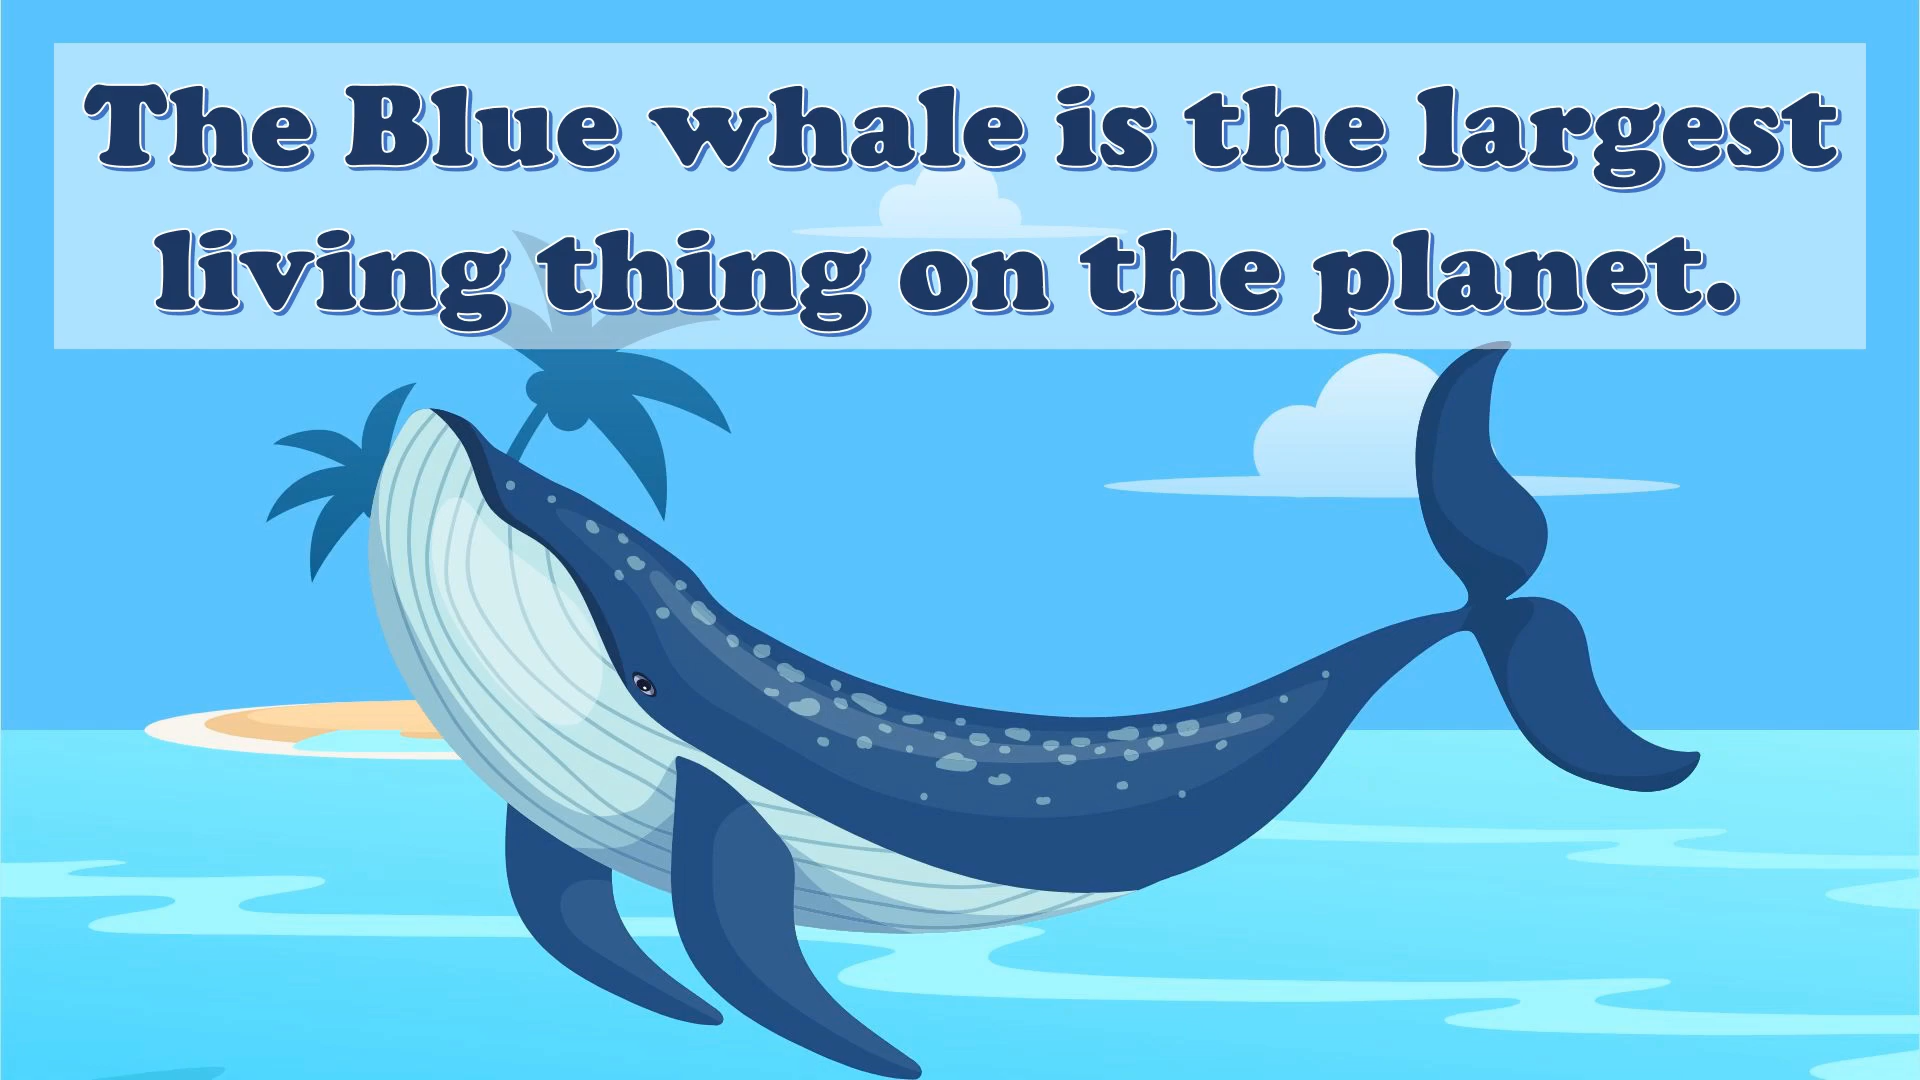 The Blue whale is the largest
living thing on the planet.